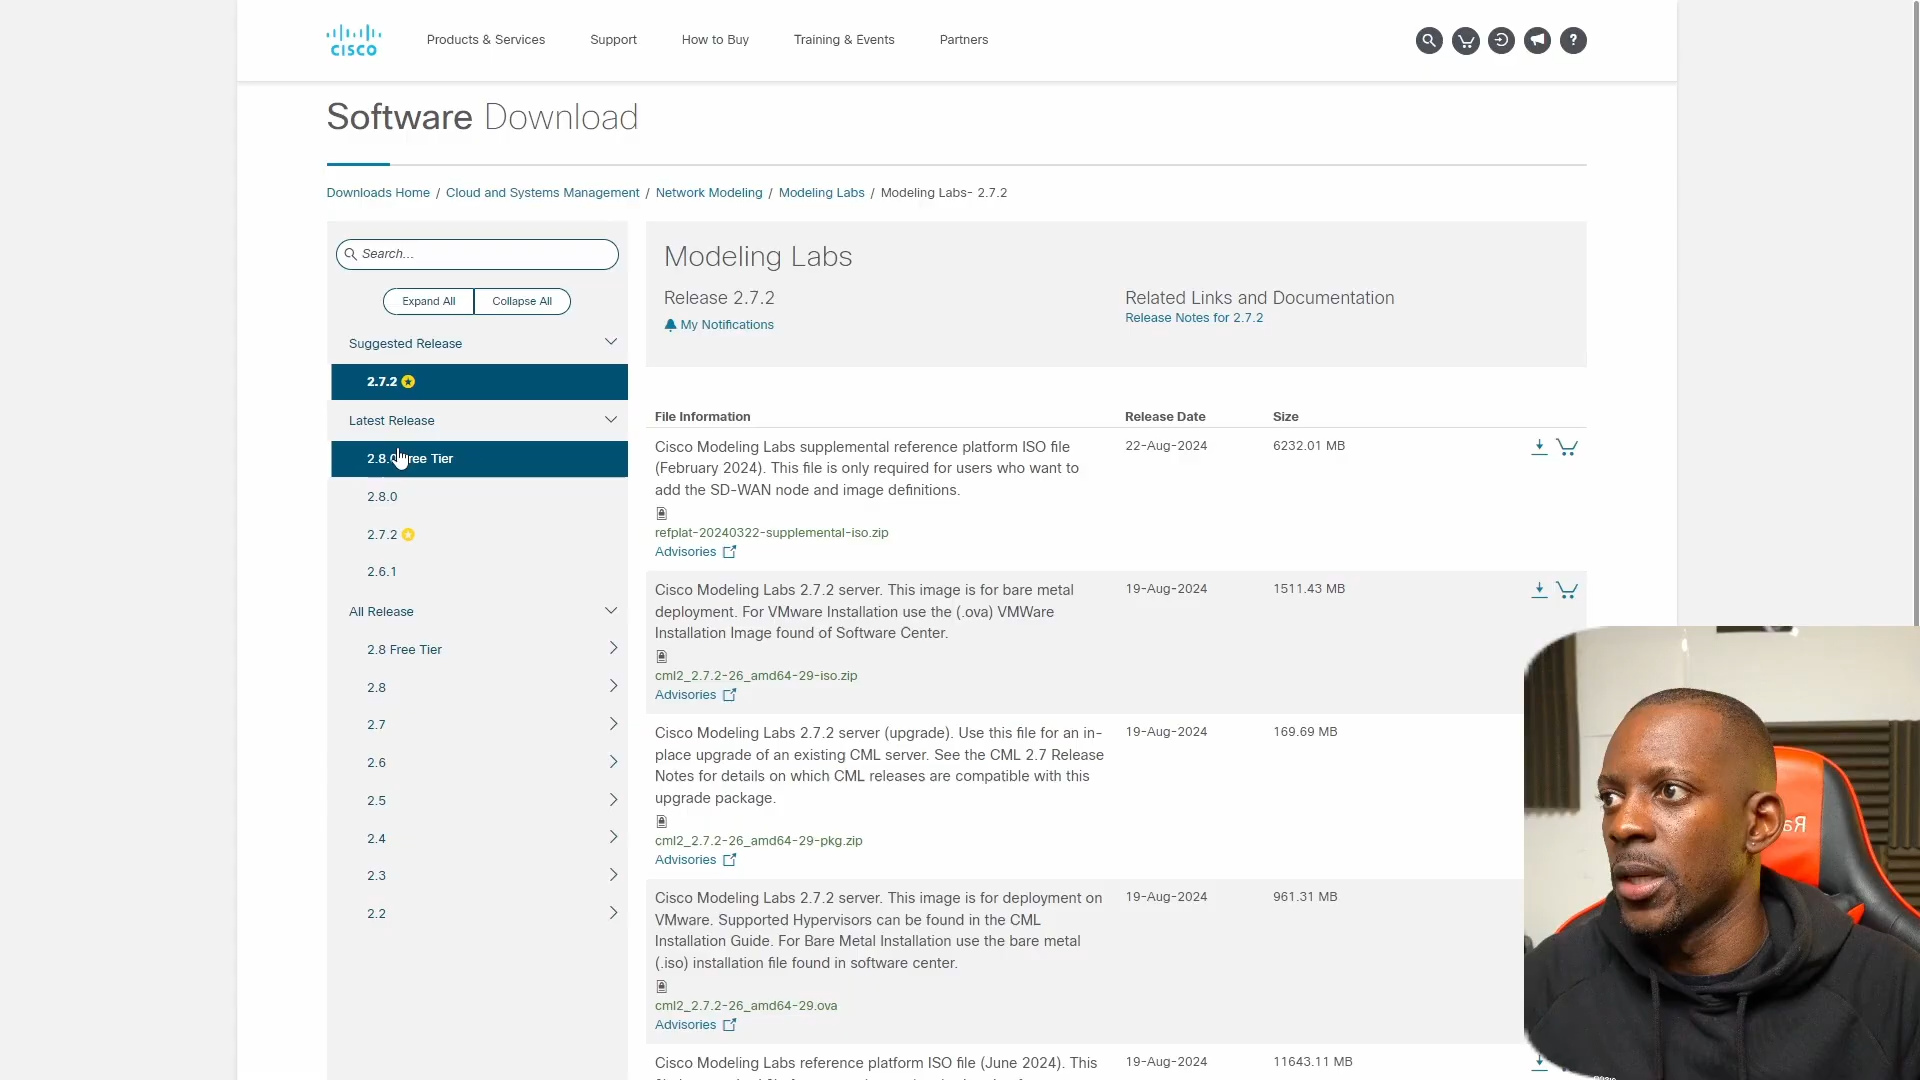 CISCO
Products & Services
Support
How to Buy
Training & Events
Partners
Software Download
Downloads Home / Cloud and Systems Management / Network Modeling / Modeling Labs / Modeling Labs- 2.7.2
Search...
Expand All
Collapse All
Suggested Release
2.7.2
Latest Release
2.8.0 Free Tier
2.8.0
2.7.2
2.6.1
All Release
2.8 Free Tier
2.8
2.7
2.6
2.5
2.4
2.3
2.2
Modeling Labs
Release 2.7.2
My Notifications
Related Links and Documentation
Release Notes for 2.7.2
File Information
Release Date
Size
Cisco Modeling Labs supplemental reference platform ISO file
(February 2024). This file is only required for users who want to
add the SD-WAN node and image definitions.
refplat-20240322-supplemental-iso.zip
Advisories
22-Aug-2024
6232.01 MB
Cisco Modeling Labs 2.7.2 server. This image is for bare metal
deployment. For VMware Installation use the (.ova) VMWare
Installation Image found of Software Center.
cml2_2.7.2-26_amd64-29-iso.zip
Advisories
19-Aug-2024
1511.43 MB
Cisco Modeling Labs 2.7.2 server (upgrade). Use this file for an in-
place upgrade of an existing CML server. See the CML 2.7 Release
Notes for details on which CML releases are compatible with this
upgrade package.
cml2_2.7.2-26_amd64-29-pkg.zip
Advisories
19-Aug-2024
169.69 MB
Cisco Modeling Labs 2.7.2 server. This image is for deployment on
VMware. Supported Hypervisors can be found in the CML
Installation Guide. For Bare Metal Installation use the bare metal
(.iso) installation file found in software center.
cml2_2.7.2-26_amd64-29.ova
Advisories
19-Aug-2024
961.31 MB
Cisco Modeling Labs reference platform ISO file (June 2024). This
19-Aug-2024
11643.11 MB